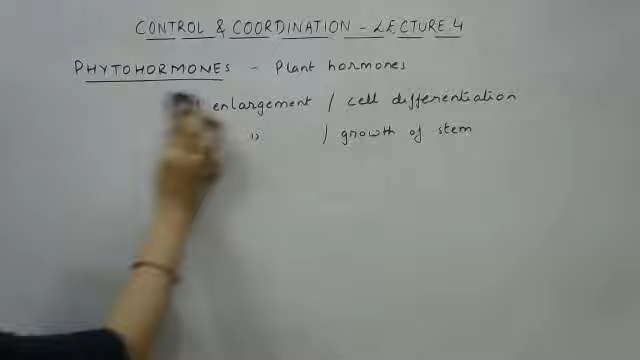 CONTROL & COORDINATION - LECTURE 4
PHYTOHORMONES - Plant hormones
enlargement / cell differentiation
" / growth of stem